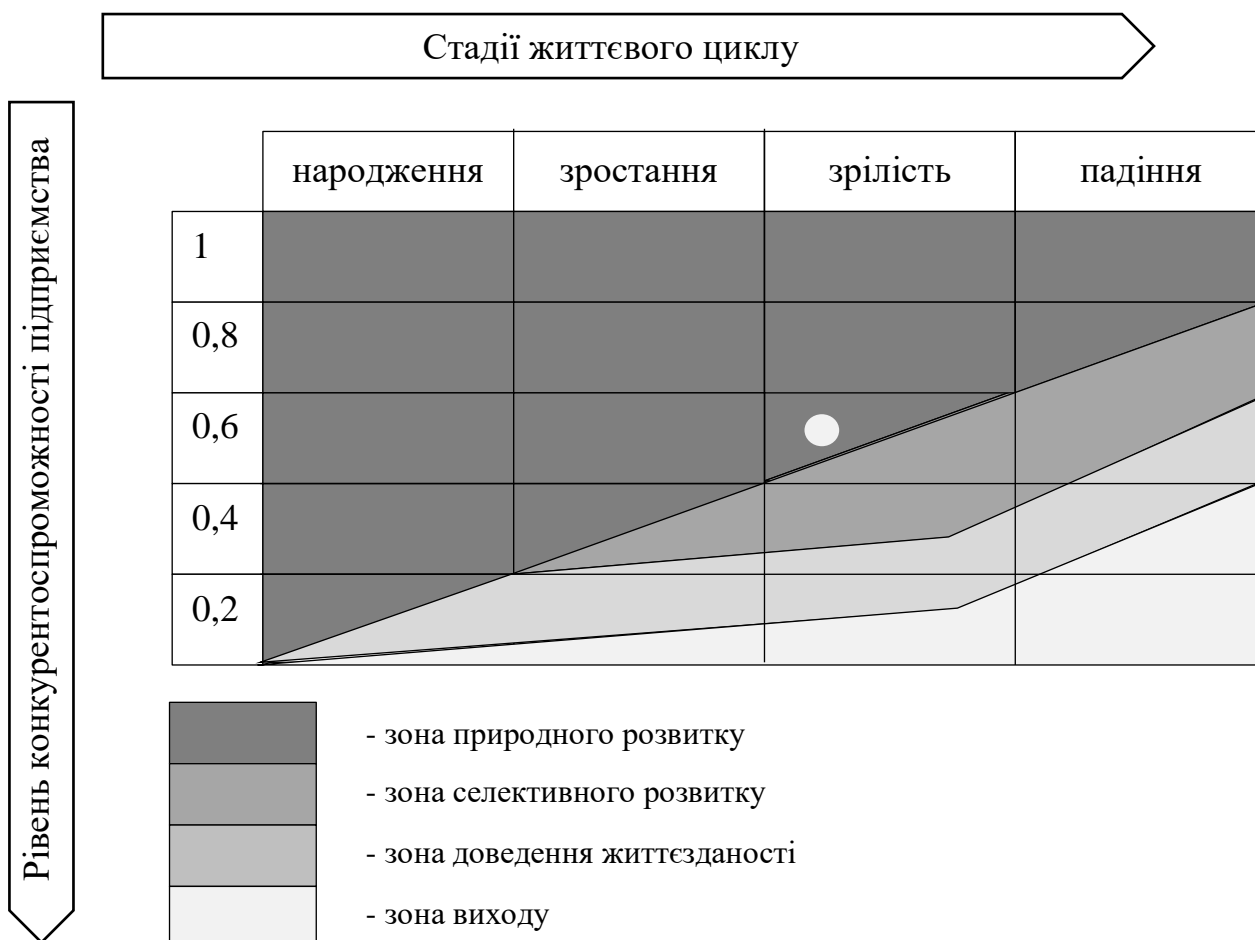 Стадії життєвого циклу
Рівень конкурентоспроможності підприємства
народження зростання зрілість падіння
1
0,8
0,6
0,4
0,2
- зона природного розвитку
- зона селективного розвитку
- зона доведення життєзданості
- зона виходу